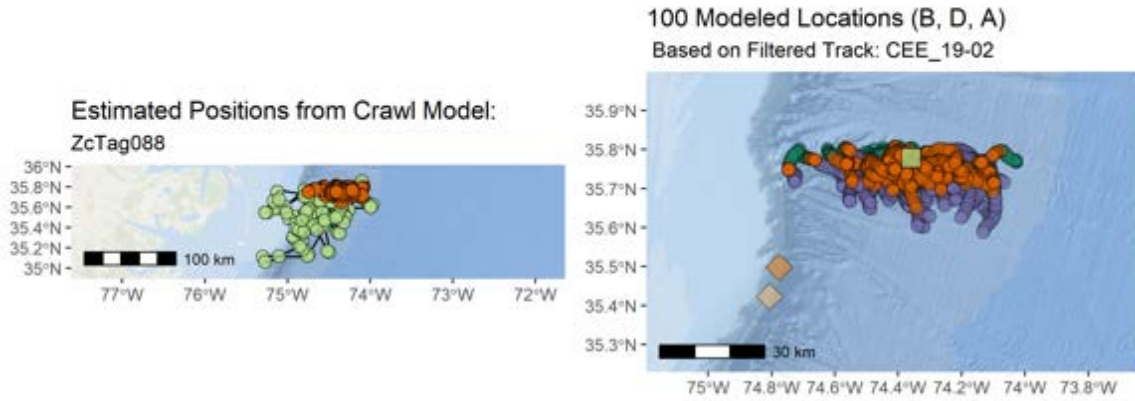 Estimated Positions from Crawl Model:
ZcTag088
36°N
35.8°N
35.6°N
35.4°N
35.2°N
35°N
100 km
77°W 76°W 75°W 74°W 73°W 72°W
100 Modeled Locations (B, D, A)
Based on Filtered Track: CEE_19-02
35.9°N
35.8°N
35.7°N
35.6°N
35.5°N
35.4°N
35.3°N
30 km
75°W 74.8°W 74.6°W 74.4°W 74.2°W 74°W 73.8°W